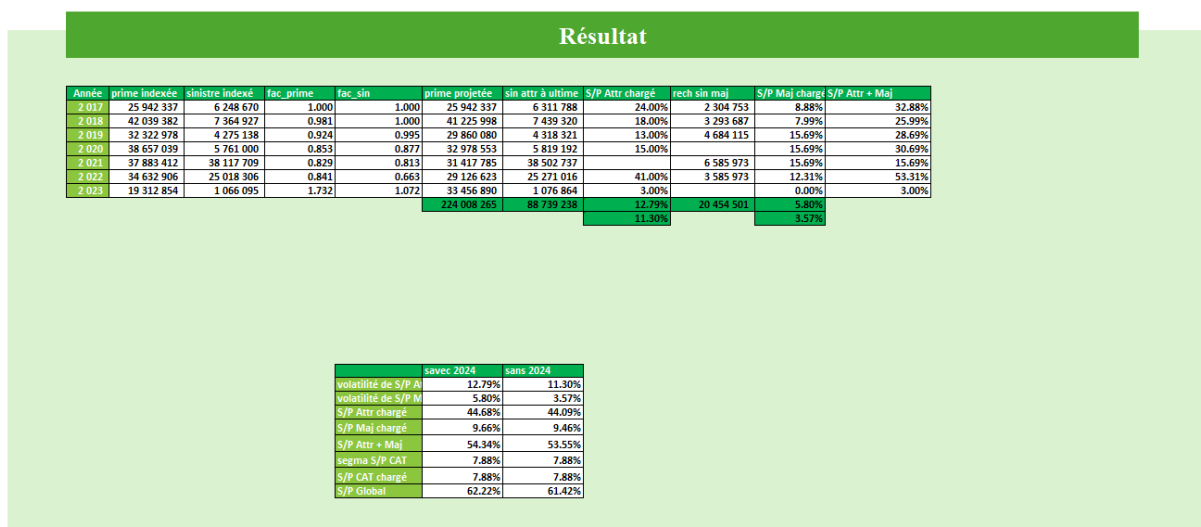 Résultat
Année prime indexée sinistre indexé fac_prime fac_sin prime projetée sin attr à ultime S/P Attr chargé rech sin maj S/P Maj chargé S/P Attr + Maj
2 017 25 942 337 6 248 670 1.000 1.000 25 942 337 6 311 788 24.00% 2 304 753 8.88% 32.88%
2 018 42 039 382 7 364 927 0.981 1.000 41 225 998 7 439 320 18.00% 3 293 687 7.99% 25.99%
2 019 32 322 978 4 275 138 0.924 0.995 29 860 080 4 318 321 13.00% 4 684 115 15.69% 28.69%
2 020 38 657 039 5 761 000 0.853 0.877 32 978 553 5 819 192 15.00% 15.69% 30.69%
2 021 37 883 412 38 117 709 0.829 0.813 31 417 785 38 502 737 6 585 973 15.69% 15.69%
2 022 34 632 906 25 018 306 0.841 0.663 29 126 623 25 271 016 41.00% 3 585 973 12.31% 53.31%
2 023 19 312 854 1 066 095 1.732 1.072 33 456 890 1 076 864 3.00% 0.00% 3.00%
224 008 265 88 739 238 12.79% 20 454 501 5.80%
11.30% 3.57%
savec 2024 sans 2024
volatilité de S/P A 12.79% 11.30%
volatilité de S/P M 5.80% 3.57%
S/P Attr chargé 44.68% 44.09%
S/P Maj chargé 9.66% 9.46%
S/P Attr + Maj 54.34% 53.55%
segma S/P CAT 7.88% 7.88%
S/P CAT chargé 7.88% 7.88%
S/P Global 62.22% 61.42%